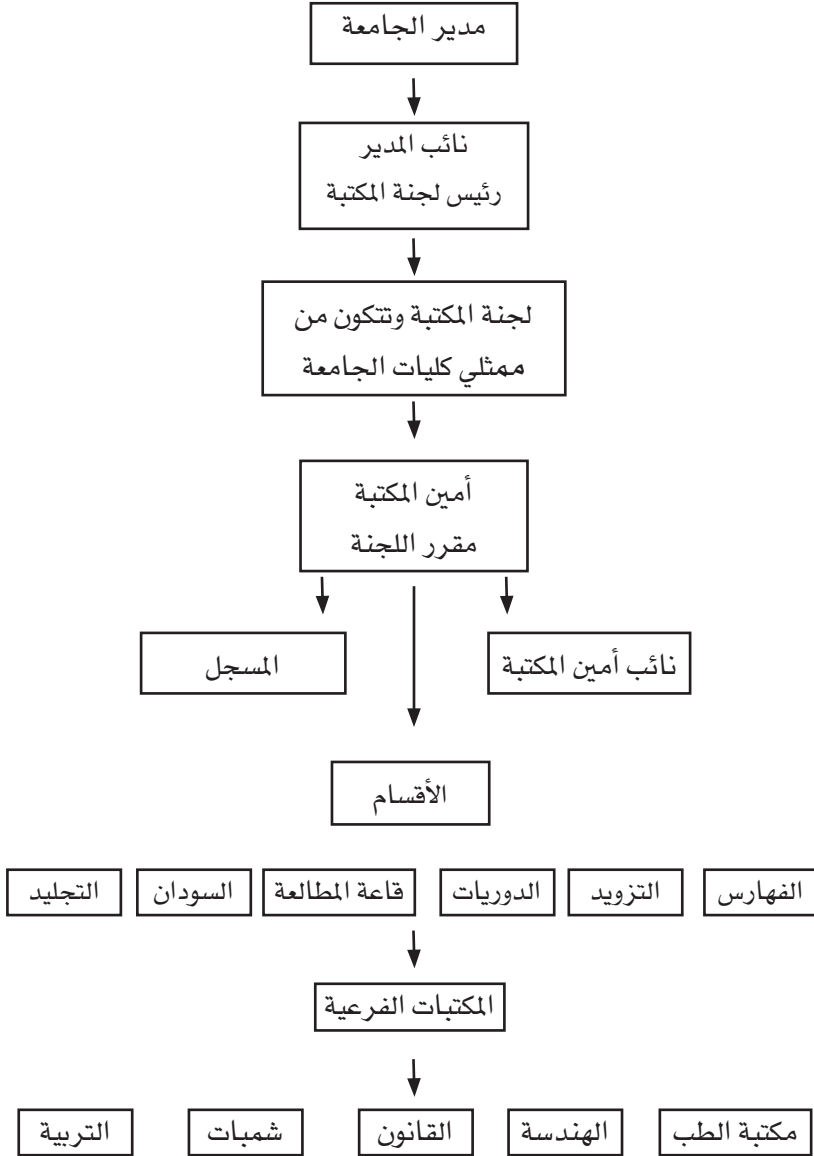 مدير الجامعة
نائب المدير
رئيس لجنة المكتبة
لجنة المكتبة وتتكون من
ممثلي كليات الجامعة
أمين المكتبة
مقرر اللجنة
نائب أمين المكتبة
المسجل
الأقسام
الفهارس
التزويد
الدوريات
قاعة المطالعة
السودان
التجليد
المكتبات الفرعية
مكتبة الطب
الهندسة
القانون
شمبات
التربية